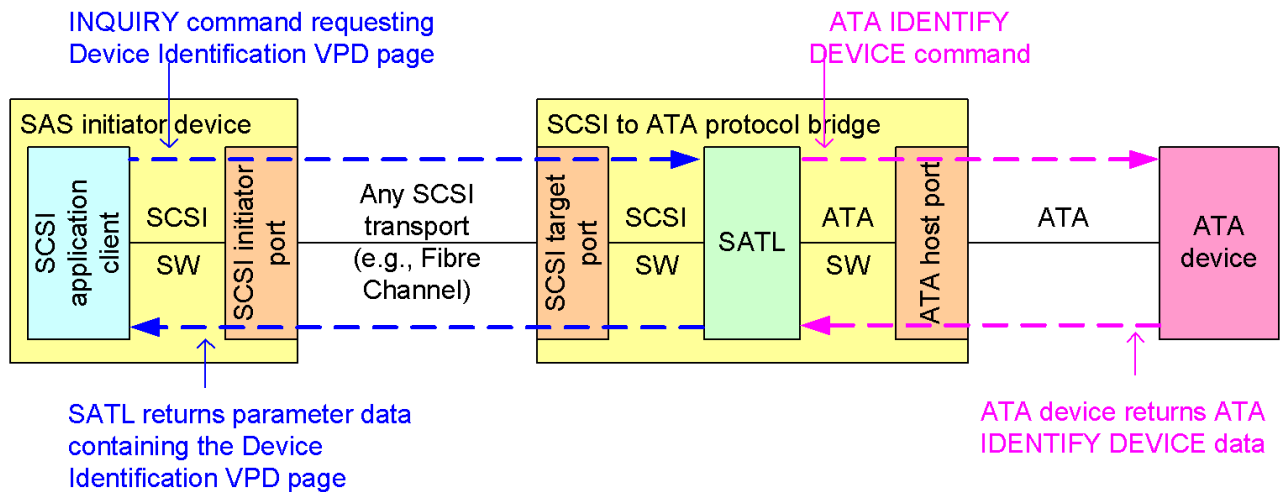 INQUIRY command requesting
Device Identification VPD page
ATA IDENTIFY
DEVICE command
SAS initiator device
SCSI to ATA protocol bridge
SCSI
application
client
SCSI
SW
SCSI initiator
port
Any SCSI
transport
(e.g., Fibre
Channel)
SCSI target
port
SCSI
SW
SATL
ATA
SW
ATA host port
ATA
ATA
device
SATL returns parameter data
containing the Device
Identification VPD page
ATA device returns ATA
IDENTIFY DEVICE data